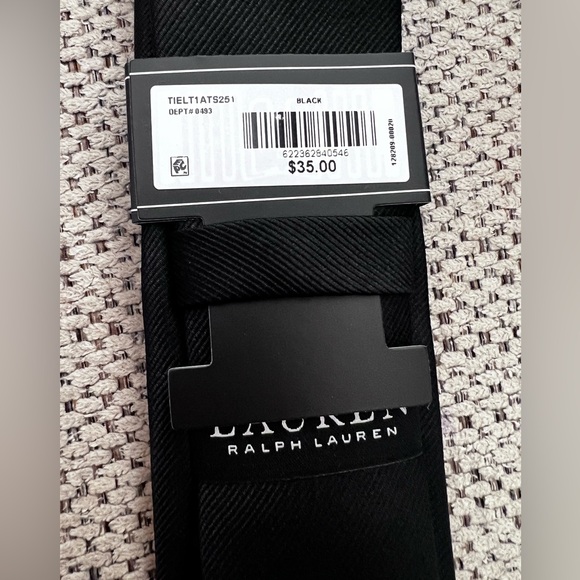 TIELT1ATS251
BLACK
DEPT# 0493
622362840546
$35.00
LAUREN
RALPH LAUREN